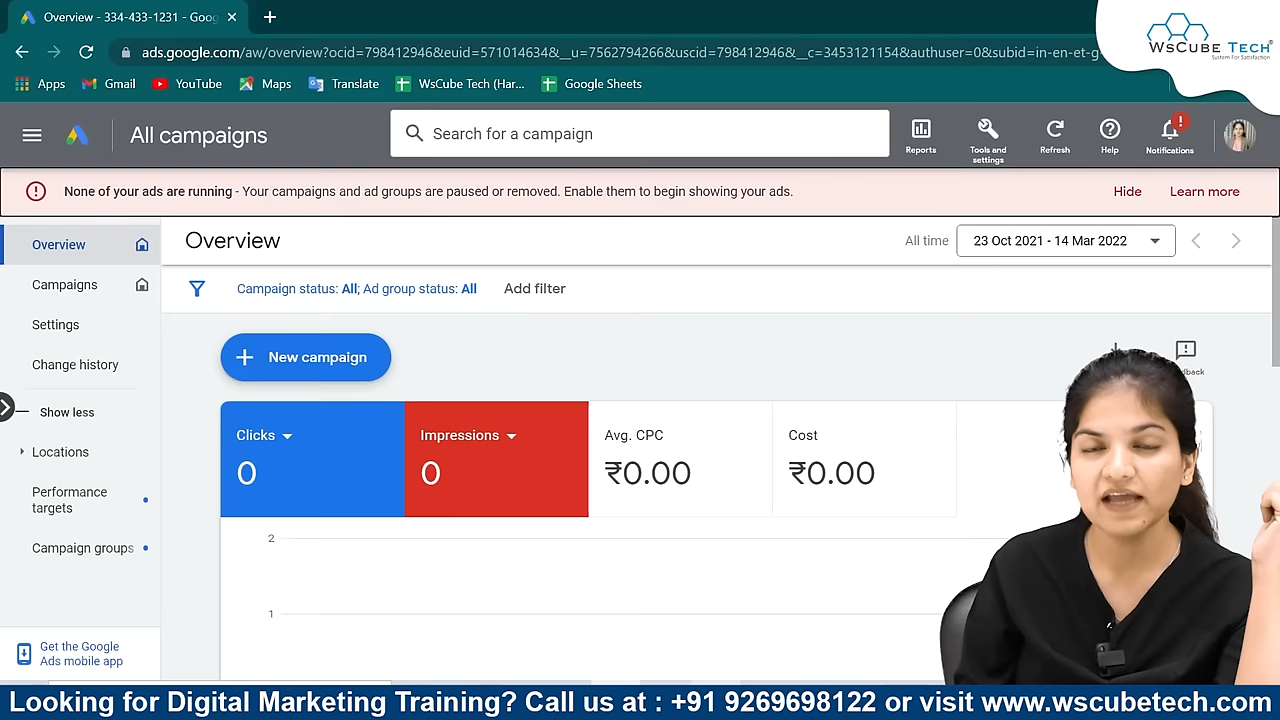 Overview - 334-433-1231 - Goog
WSCUBE TECH
System For Satisfaction
ads.google.com/aw/overview?ocid=798412946&euid=571014634&__u=7562794266&uscid=798412946&__c=3453121154&authuser=0&subid=in-en-et-g
Apps
Gmail
YouTube
Maps
Translate
WsCube Tech (Har...
Google Sheets
All campaigns
Search for a campaign
Reports
Tools and
settings
Refresh
Help
Notifications
None of your ads are running - Your campaigns and ad groups are paused or removed. Enable them to begin showing your ads.
Hide
Learn more
Overview
Campaigns
Settings
Change history
Show less
Locations
Performance
targets
Campaign groups
Get the Google
Ads mobile app
Overview
All time
23 Oct 2021 - 14 Mar 2022
Campaign status: All; Ad group status: All
Add filter
New campaign
Clicks
0
Impressions
0
Avg. CPC
₹0.00
Cost
₹0.00
2
1
Looking for Digital Marketing Training? Call us at : +91 9269698122 or visit www.wscubetech.com